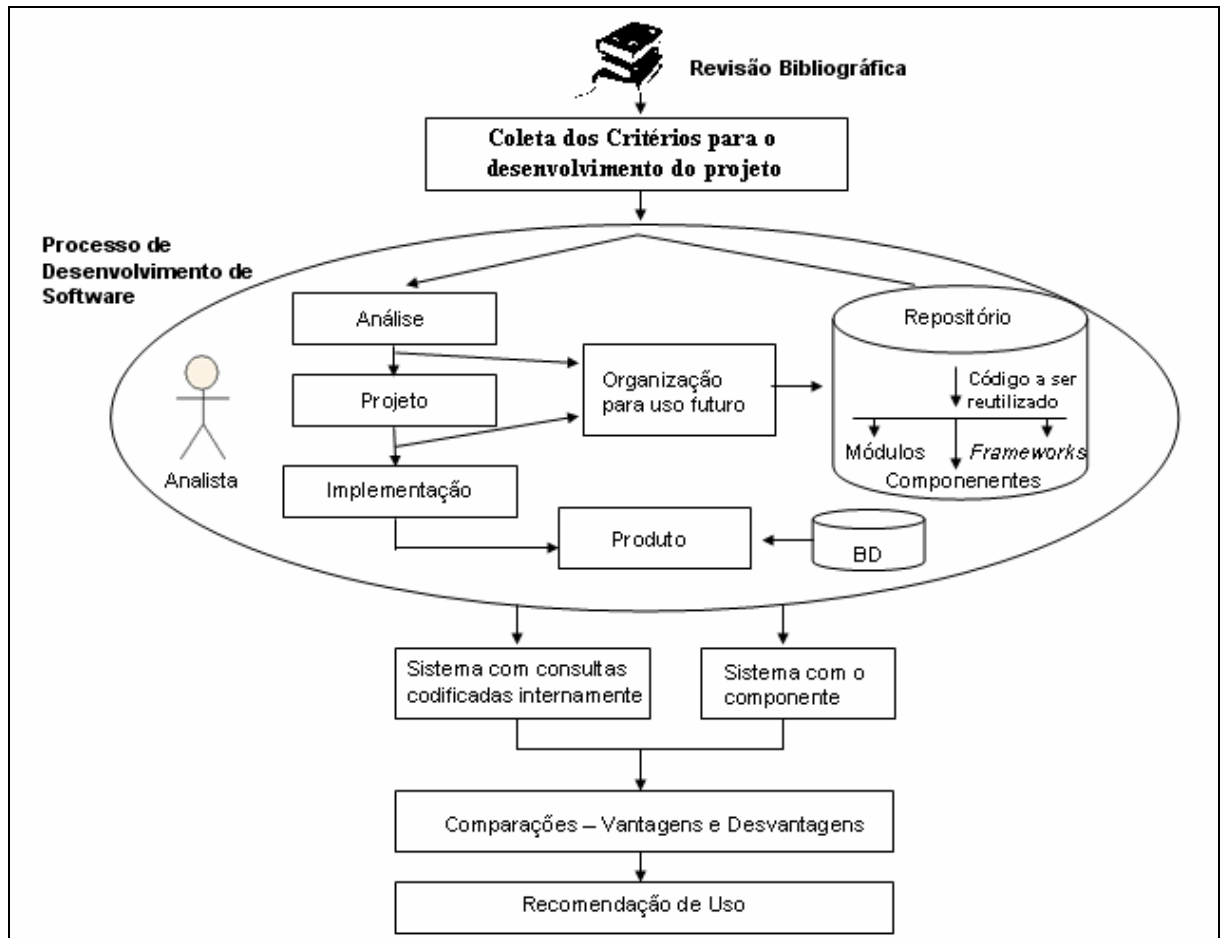 Revisão Bibliográfica
Coleta dos Critérios para o
desenvolvimento do projeto
Processo de
Desenvolvimento de
Software
Análise
Projeto
Implementação
Analista
Organização
para uso futuro
Repositório
Código a ser
reutilizado
Módulos
Frameworks
Componenentes
Produto
BD
Sistema com consultas
codificadas internamente
Sistema com o
componente
Comparações – Vantagens e Desvantagens
Recomendação de Uso